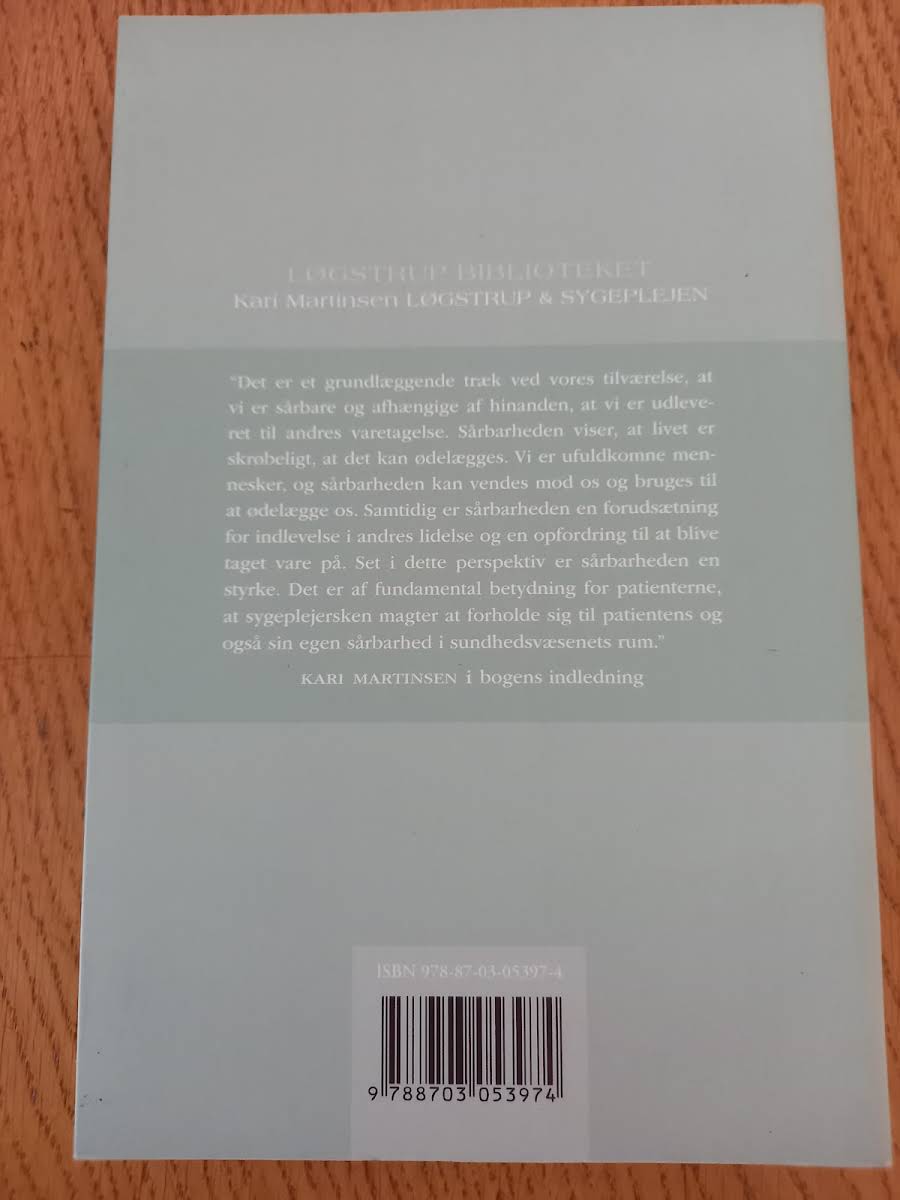 LØGSTRUP BIBLIOTEKET
Kari Martinsen LØGSTRUP & SYGEPLEJEN
"Det er et grundlæggende træk ved vores tilværelse, at
vi er sårbare og afhængige af hinanden, at vi er udleve-
ret til andres varetagelse. Sårbarheden viser, at livet er
skrøbeligt, at det kan ødelægges. Vi er ufuldkomne men-
nesker, og sårbarheden kan vendes mod os og bruges til
at ødelægge os. Samtidig er sårbarheden en forudsætning
for indlevelse i andres lidelse og en opfordring til at blive
taget vare på. Set i dette perspektiv er sårbarheden en
styrke. Det er af fundamental betydning for patienterne,
at sygeplejersken magter at forholde sig til patientens og
også sin egen sårbarhed i sundhedsvæsenets rum."
KARI MARTINSEN i bogens indledning
ISBN 978-87-03-05397-4
9 788703 053974